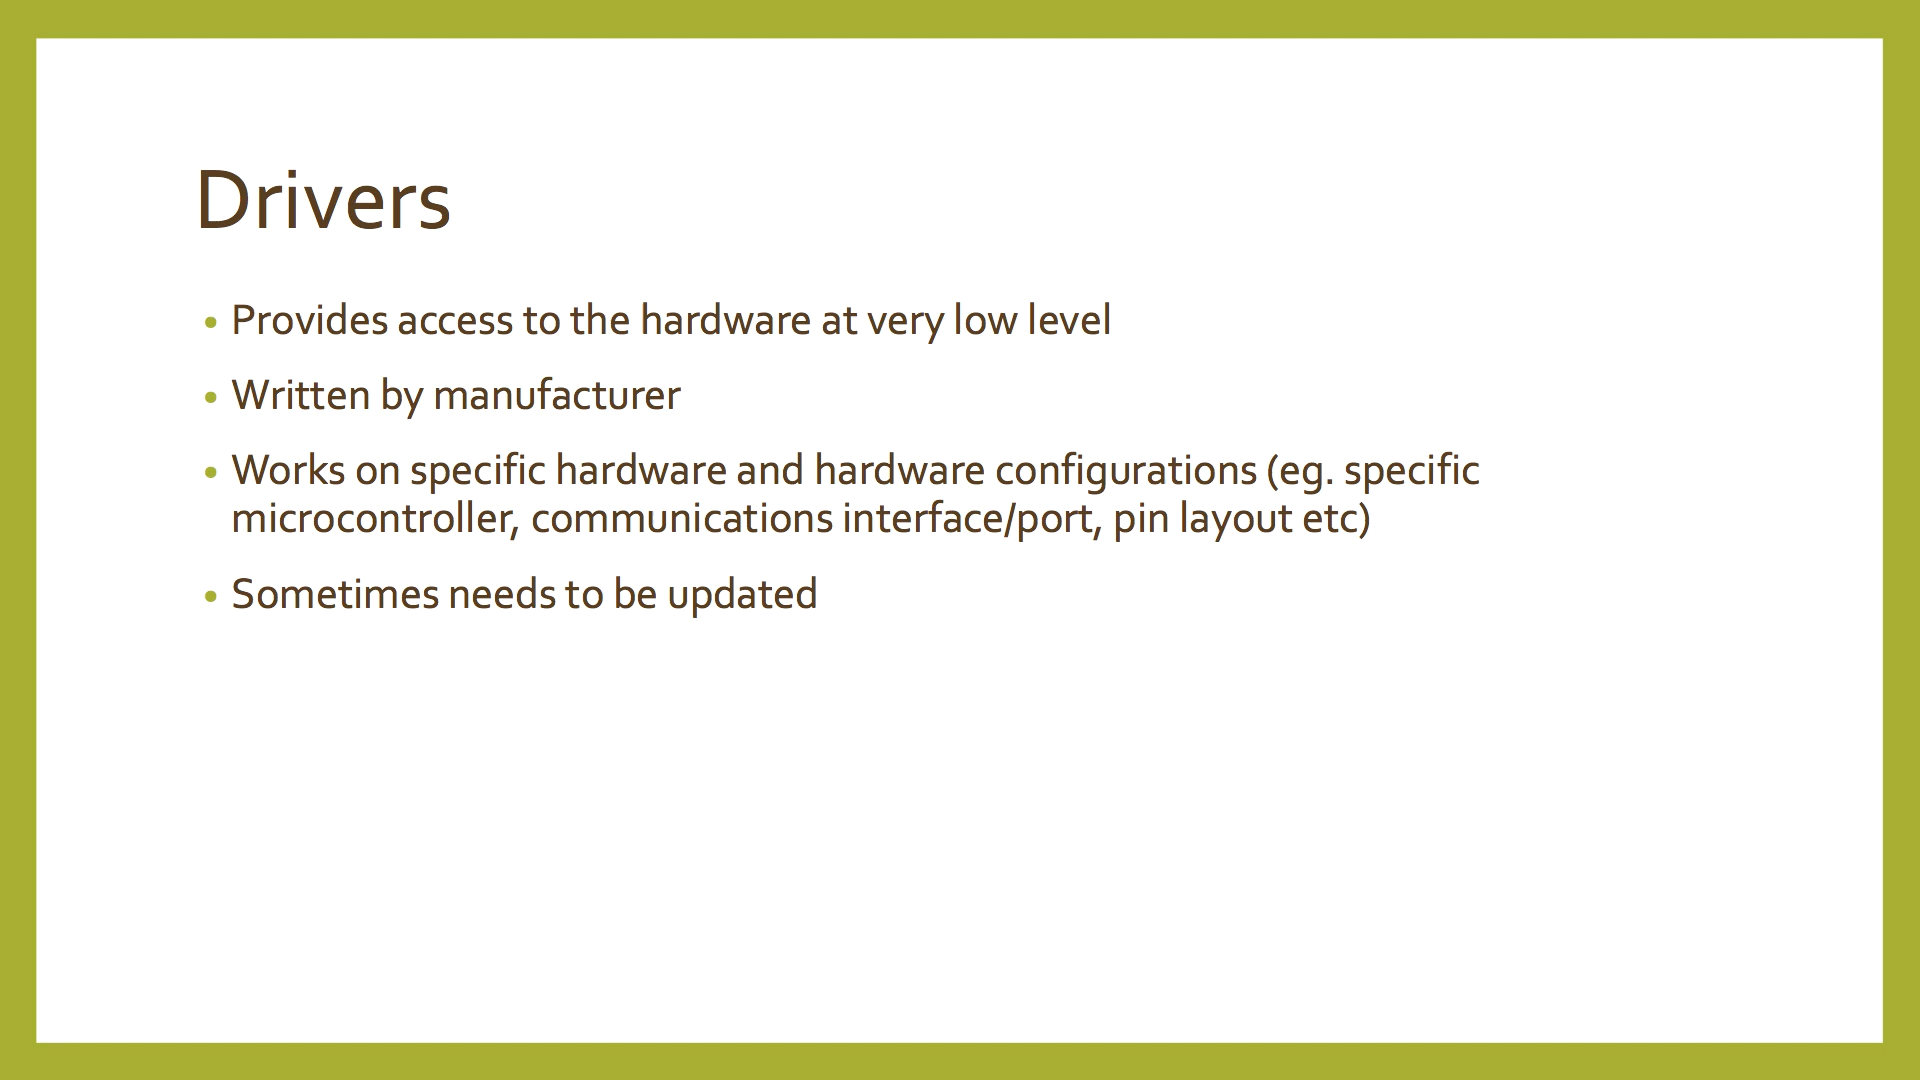 Drivers
• Provides access to the hardware at very low level
• Written by manufacturer
• Works on specific hardware and hardware configurations (eg. specific
microcontroller, communications interface/port, pin layout etc)
• Sometimes needs to be updated